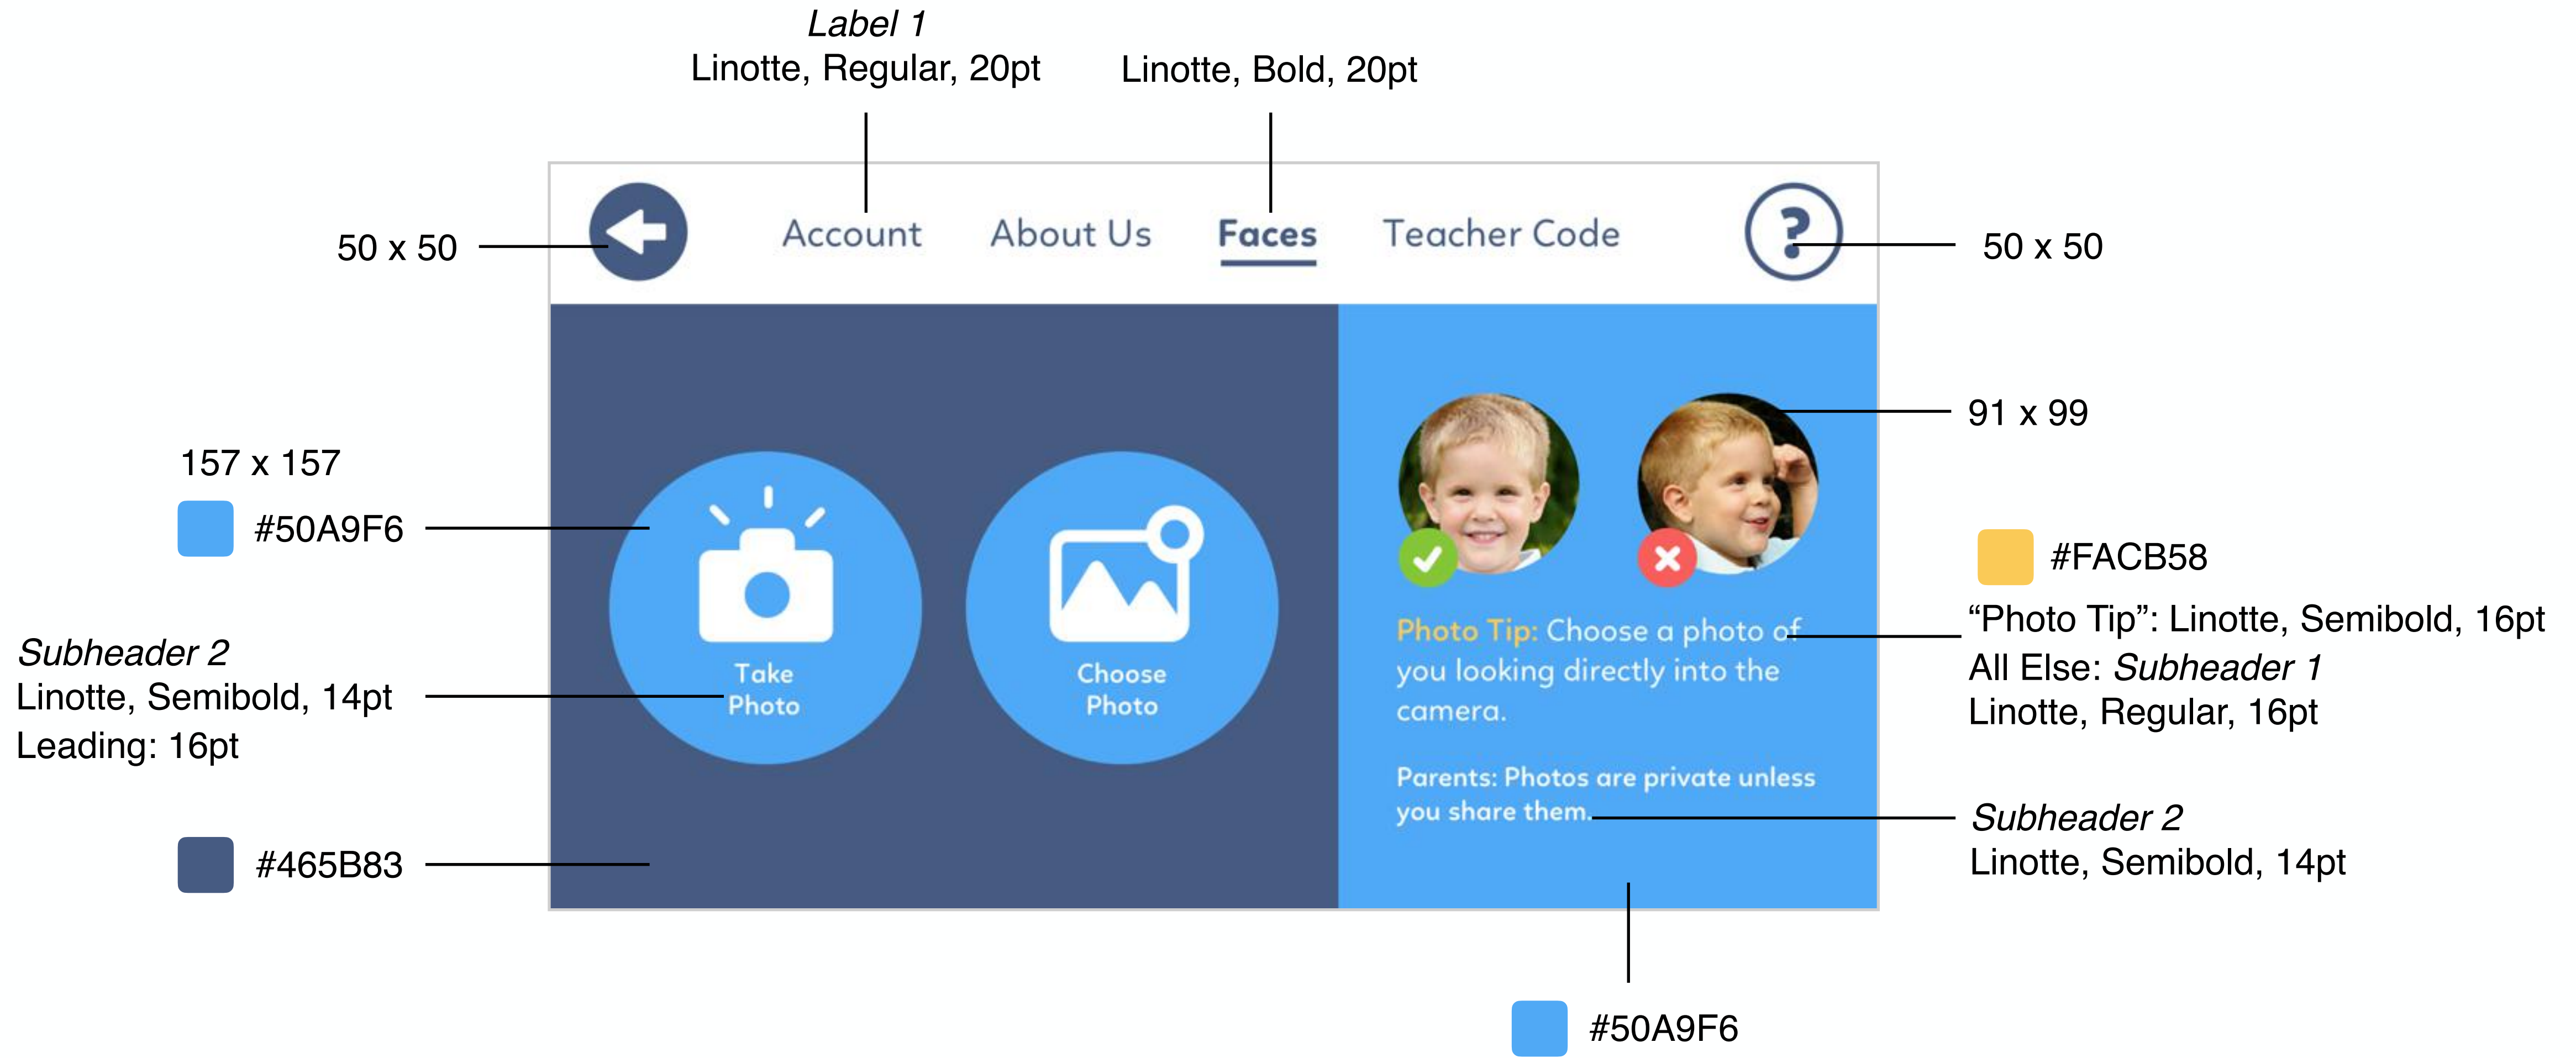 Label 1
Linotte, Regular, 20pt
Linotte, Bold, 20pt
50 x 50
Account
About Us
Faces
Teacher Code
?
50 x 50
91 x 99
157 x 157
#50A9F6
Subheader 2
Linotte, Semibold, 14pt
Leading: 16pt
#465B83
Take
Photo
Choose
Photo
Photo Tip: Choose a photo of
you looking directly into the
camera.
Parents: Photos are private unless
you share them.
#FACB58
“Photo Tip”: Linotte, Semibold, 16pt
All Else: Subheader 1
Linotte, Regular, 16pt
Subheader 2
Linotte, Semibold, 14pt
#50A9F6